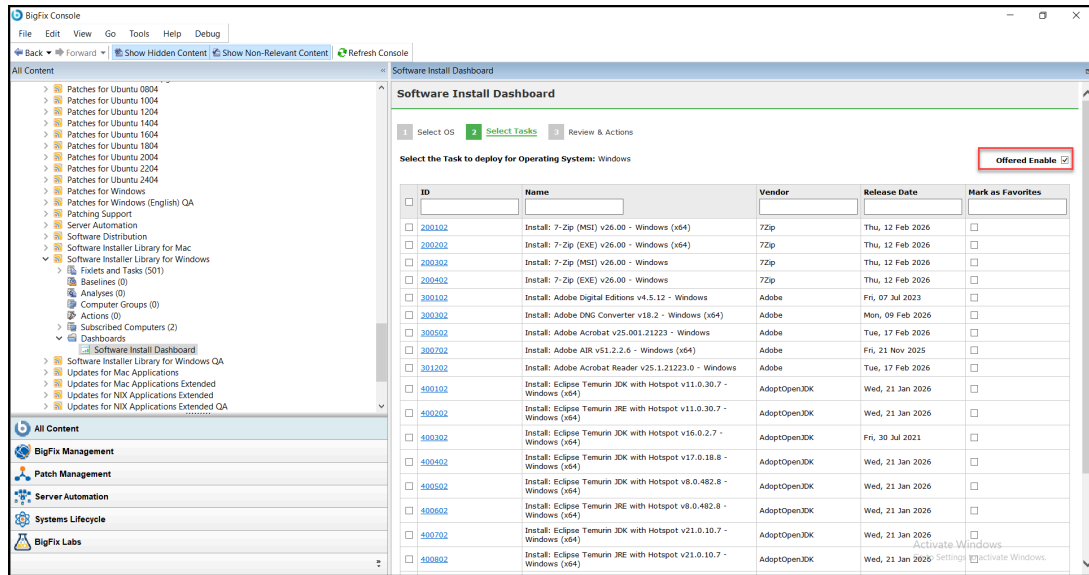 BigFix Console
File Edit View Go Tools Help Debug
Back Forward Show Hidden Content Show Non-Relevant Content Refresh Console
All Content
Patches for Ubuntu 0804
Patches for Ubuntu 1004
Patches for Ubuntu 1204
Patches for Ubuntu 1404
Patches for Ubuntu 1604
Patches for Ubuntu 1804
Patches for Ubuntu 2004
Patches for Ubuntu 2204
Patches for Ubuntu 2404
Patches for Windows
Patches for Windows (English) QA
Patching Support
Server Automation
Software Distribution
Software Installer Library for Mac
Software Installer Library for Windows
Fixlets and Tasks (501)
Baselines (0)
Analyses (0)
Computer Groups (0)
Actions (0)
Subscribed Computers (2)
Dashboards
Software Install Dashboard
Software Installer Library for Windows QA
Updates for Mac Applications
Updates for Mac Applications Extended
Updates for NIX Applications Extended
Updates for NIX Applications Extended QA
All Content
BigFix Management
Patch Management
Server Automation
Systems Lifecycle
BigFix Labs
Software Install Dashboard
Software Install Dashboard
1 Select OS 2 Select Tasks 3 Review & Actions
Select the Task to deploy for Operating System: Windows
Offered Enable
ID Name Vendor Release Date Mark as Favorites
200102 Install: 7-Zip (MSI) v26.00 - Windows (x64) 7Zip Thu, 12 Feb 2026
200202 Install: 7-Zip (EXE) v26.00 - Windows (x64) 7Zip Thu, 12 Feb 2026
200302 Install: 7-Zip (MSI) v26.00 - Windows 7Zip Thu, 12 Feb 2026
200402 Install: 7-Zip (EXE) v26.00 - Windows 7Zip Thu, 12 Feb 2026
300102 Install: Adobe Digital Editions v4.5.12 - Windows Adobe Fri, 07 Jul 2023
300302 Install: Adobe DNG Converter v18.2 - Windows (x64) Adobe Mon, 09 Feb 2026
300502 Install: Adobe Acrobat v25.001.21223 - Windows Adobe Tue, 17 Feb 2026
300702 Install: Adobe AIR v51.2.2.6 - Windows (x64) Adobe Fri, 21 Nov 2025
301202 Install: Adobe Acrobat Reader v25.1.21223.0 - Windows Adobe Tue, 17 Feb 2026
400102 Install: Eclipse Temurin JDK with Hotspot v11.0.30.7 - Windows (x64) AdoptOpenJDK Wed, 21 Jan 2026
400202 Install: Eclipse Temurin JRE with Hotspot v11.0.30.7 - Windows (x64) AdoptOpenJDK Wed, 21 Jan 2026
400302 Install: Eclipse Temurin JDK with Hotspot v16.0.2.7 - Windows (x64) AdoptOpenJDK Fri, 30 Jul 2021
400402 Install: Eclipse Temurin JDK with Hotspot v17.0.18.8 - Windows (x64) AdoptOpenJDK Wed, 21 Jan 2026
400502 Install: Eclipse Temurin JDK with Hotspot v8.0.482.8 - Windows (x64) AdoptOpenJDK Wed, 21 Jan 2026
400602 Install: Eclipse Temurin JRE with Hotspot v8.0.482.8 - Windows (x64) AdoptOpenJDK Wed, 21 Jan 2026
400702 Install: Eclipse Temurin JDK with Hotspot v21.0.10.7 - Windows (x64) AdoptOpenJDK Wed, 21 Jan 2026
Activate Windows
400802 Install: Eclipse Temurin JRE with Hotspot v21.0.10.7 - Windows (x64) AdoptOpenJDK Wed, 21 Jan 2026
Settings activate Windows.